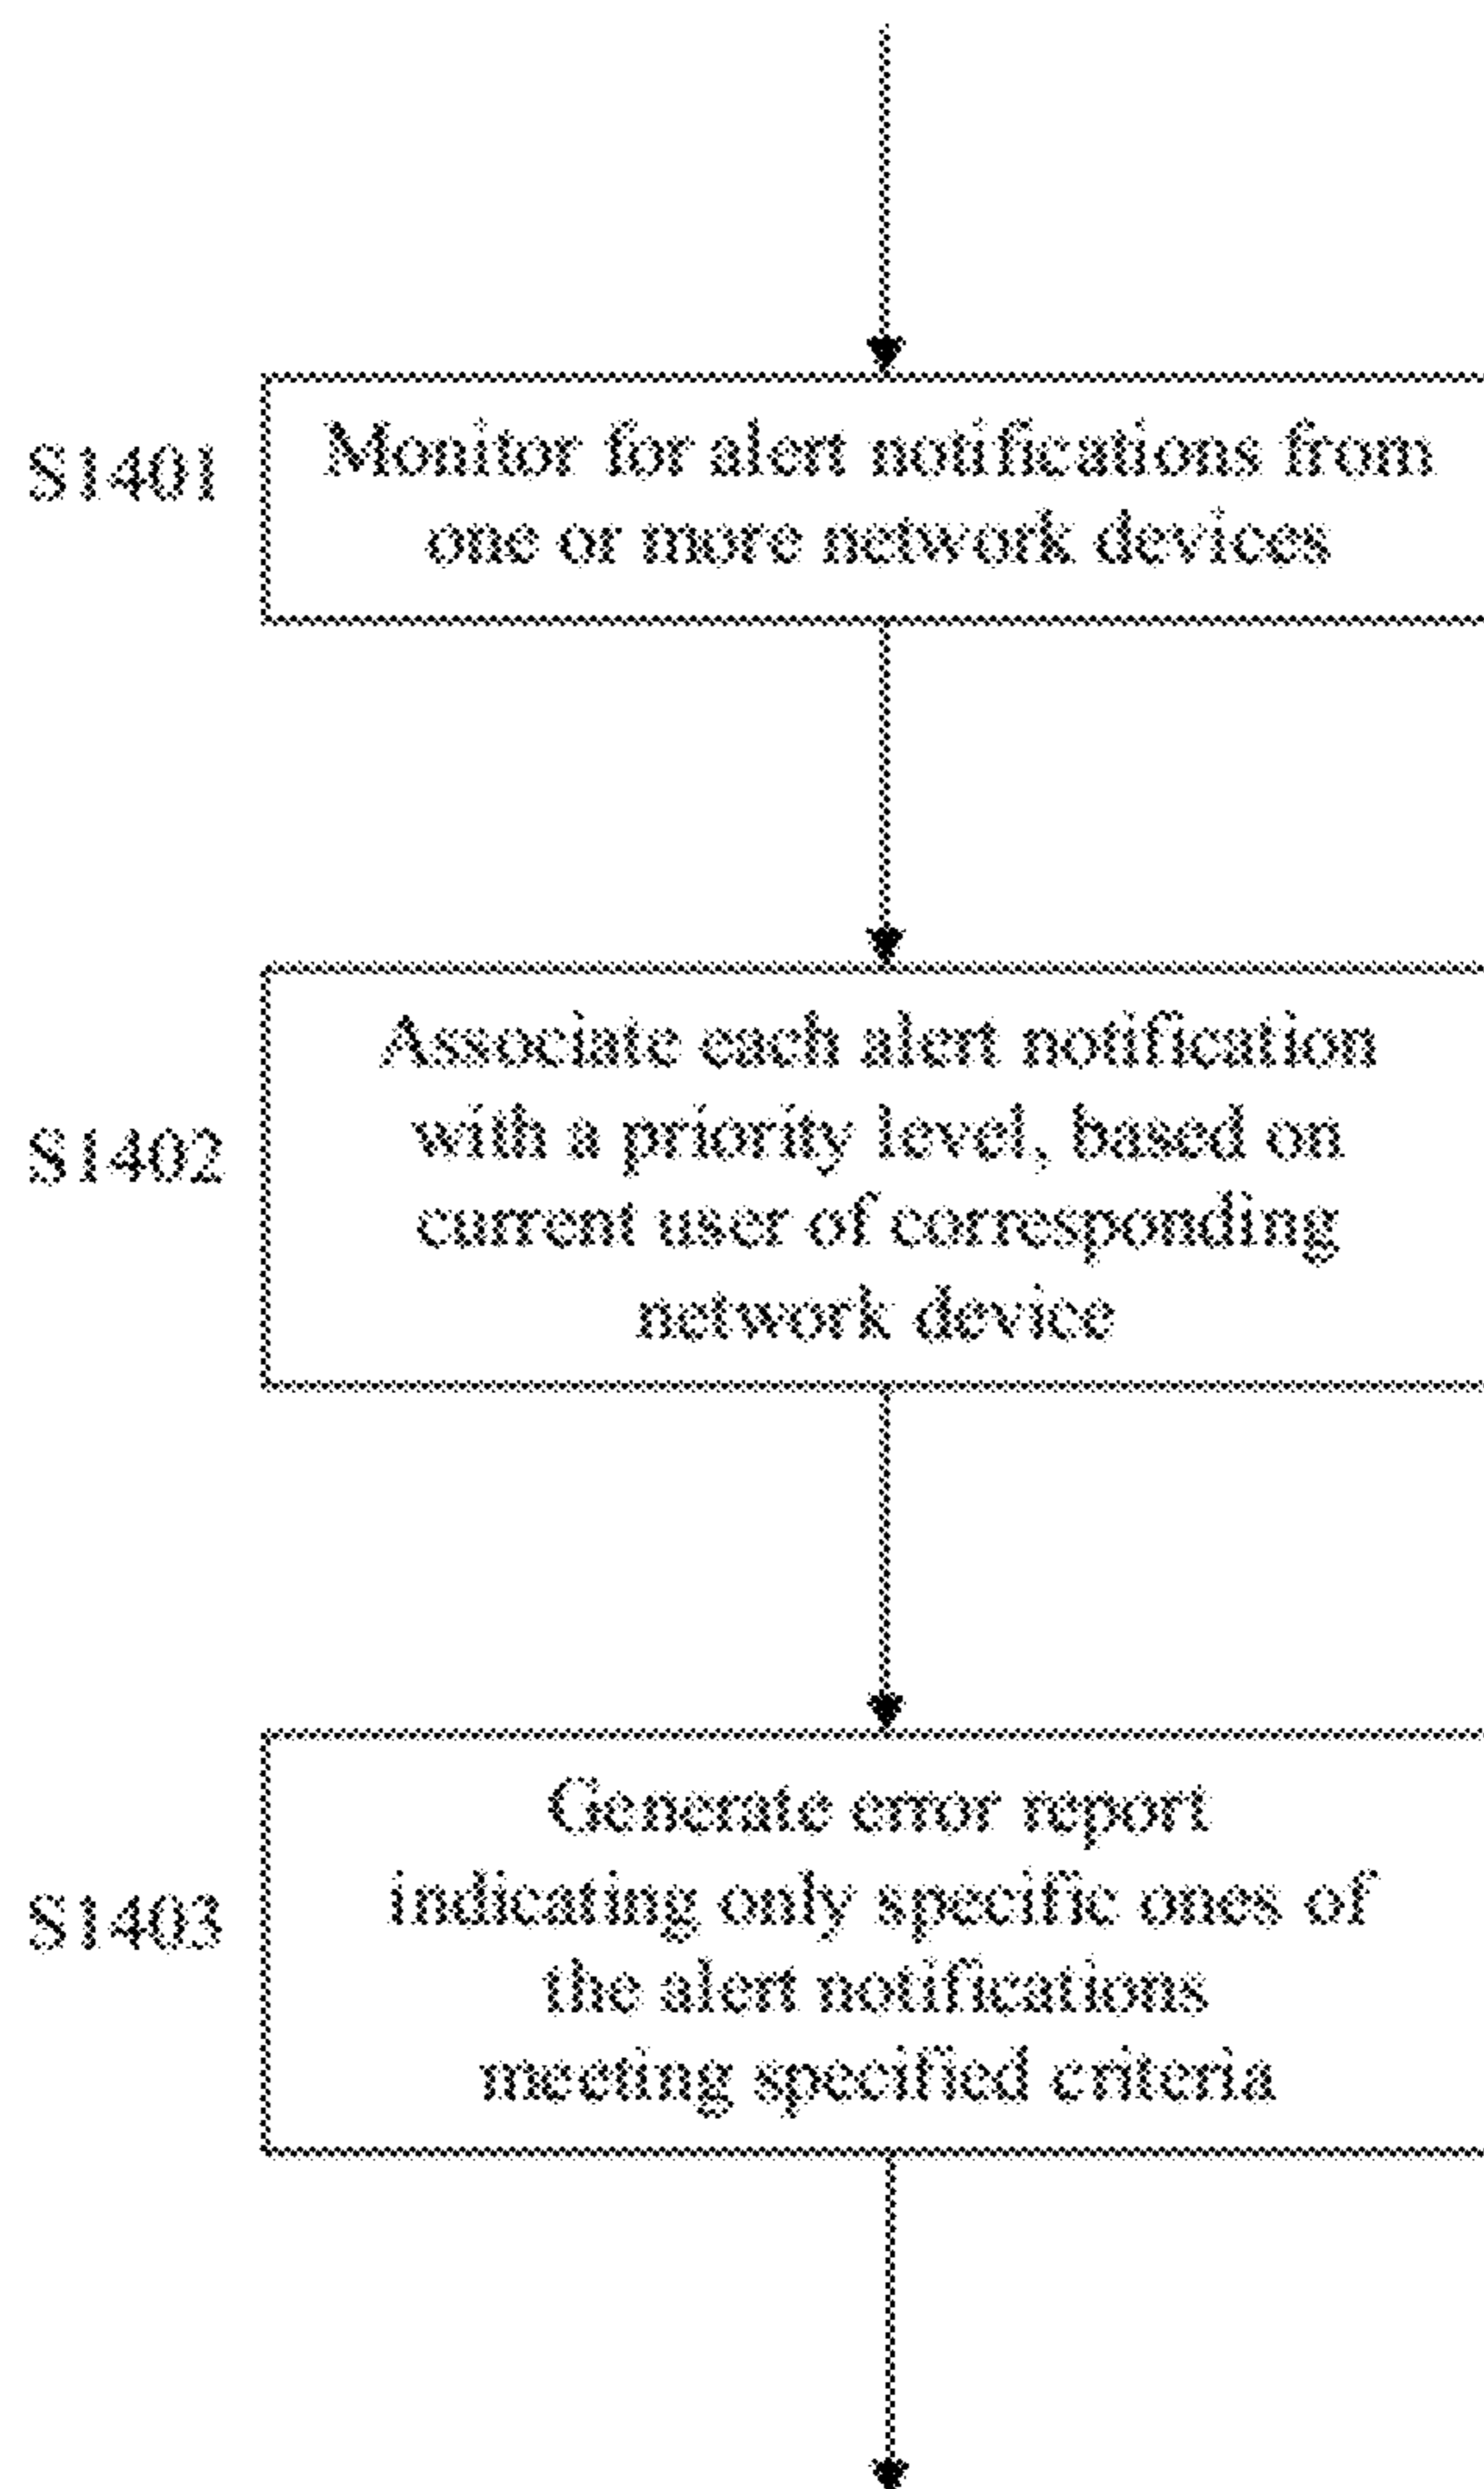 S1401
Monitor for alert notifications from
one or more network devices
S1402
Associate each alert notification
with a priority level, based on
current user of corresponding
network device
S1403
Generate error report
indicating only specific ones of
the alert notifications
meeting specified criteria